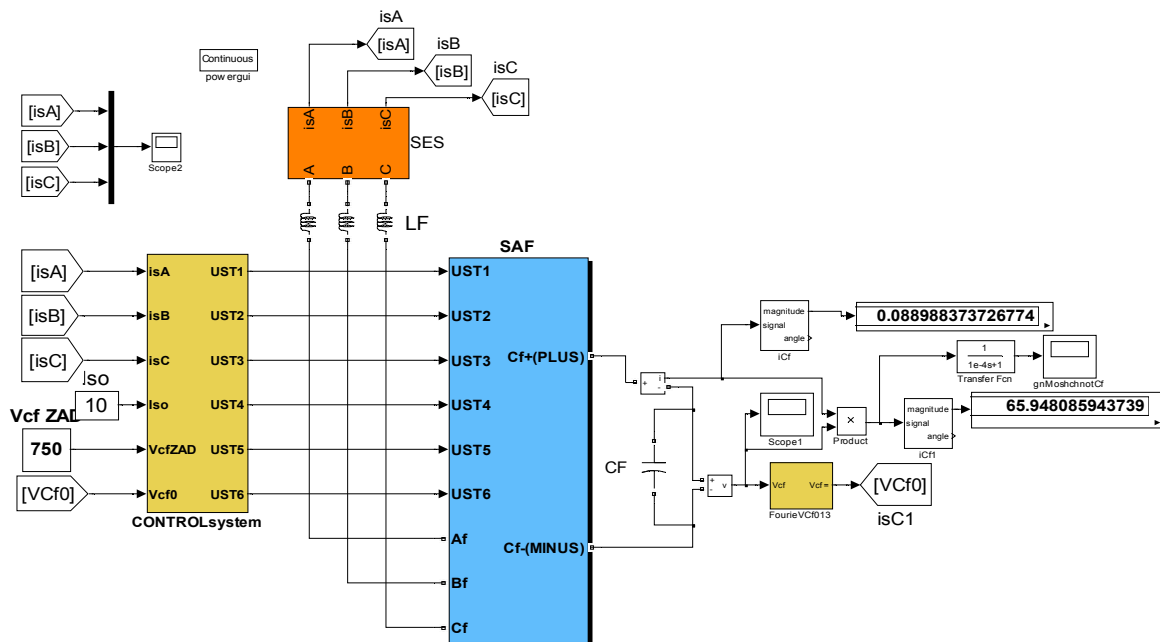 isA
[isA]
isB
[isB]
isC
[isC]
Continuous
powergui
[isA]
[isB]
[isC]
Scope2
isA
isB
isC
SES
A
B
C
LF
SAF
[isA]
[isB]
[isC]
Iso
10
Vcf ZAD
750
[VCf0]
isA
isB
isC
Iso
VcfZAD
Vcf0
UST1
UST2
UST3
UST4
UST5
UST6
CONTROLsystem
UST1
UST2
UST3
UST4
UST5
UST6
Af
Bf
Cf
Cf+(PLUS)
Cf-(MINUS)
+
i
-
CF
+
-
v
Scope1
×
Product
magnitude
signal
angle
iCf
0.088988373726774
1
1e-4s+1
Transfer Fcn
gnMoshchnotCf
magnitude
signal
angle
iCf1
65.948085943739
Vcf
Vcf=
FourieVCf013
[VCf0]
isC1